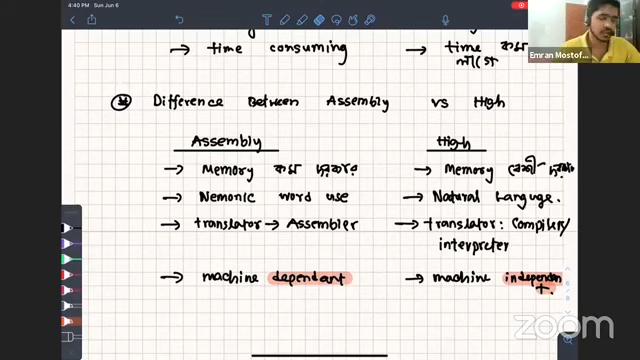 4:40 PM Sun Jun 6
→ time consuming → time কম
লাগে
Emran Mostof...
* Difference Between Assembly vs High
Assembly High
→ Memory কম দরকার → Memory বেশী দরকার
→ Nemonic word use → Natural Language.
→ translator → Assembler → translator: Compiler/
interpreter
→ machine dependant → machine independan
t.
zoom